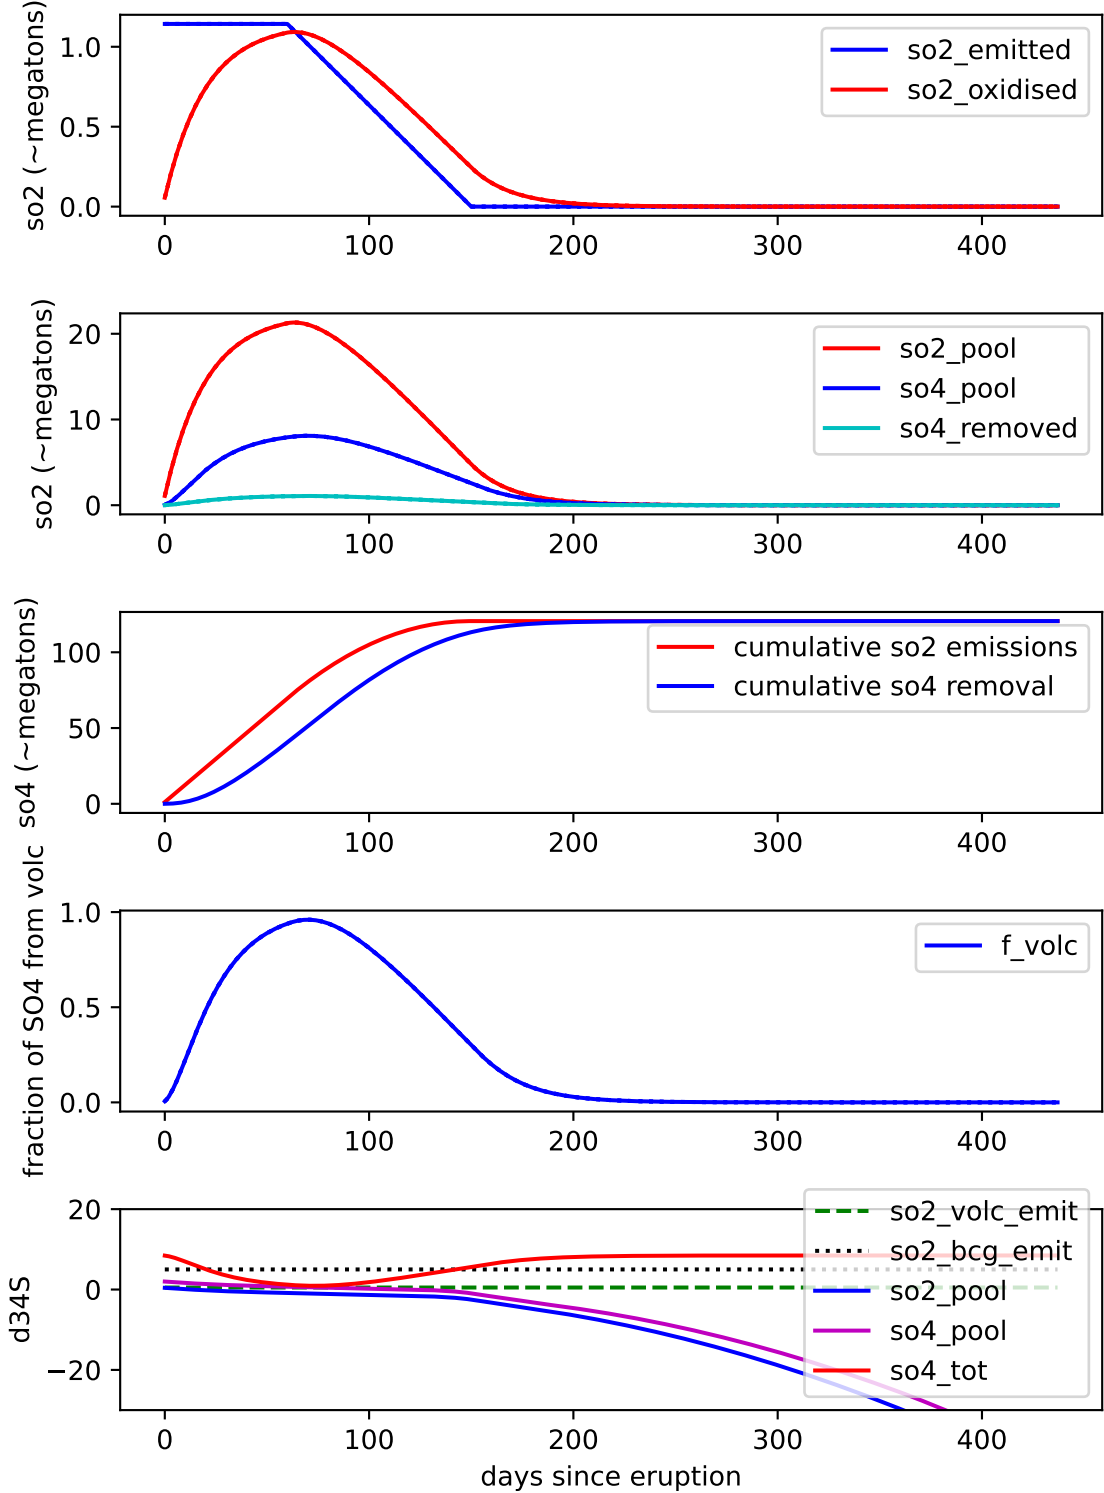 so2 (~megatons)
1.0
0.5
0.0
so2_emitted
so2_oxidised
0 100 200 300 400
so2 (~megatons)
20
10
0
so2_pool
so4_pool
so4_removed
0 100 200 300 400
so4 (~megatons)
100
50
0
cumulative so2 emissions
cumulative so4 removal
0 100 200 300 400
fraction of SO4 from volc
1.0
0.5
0.0
f_volc
0 100 200 300 400
d34S
20
0
−20
so2_volc_emit
so2_bcg_emit
so2_pool
so4_pool
so4_tot
0 100 200 300 400
days since eruption